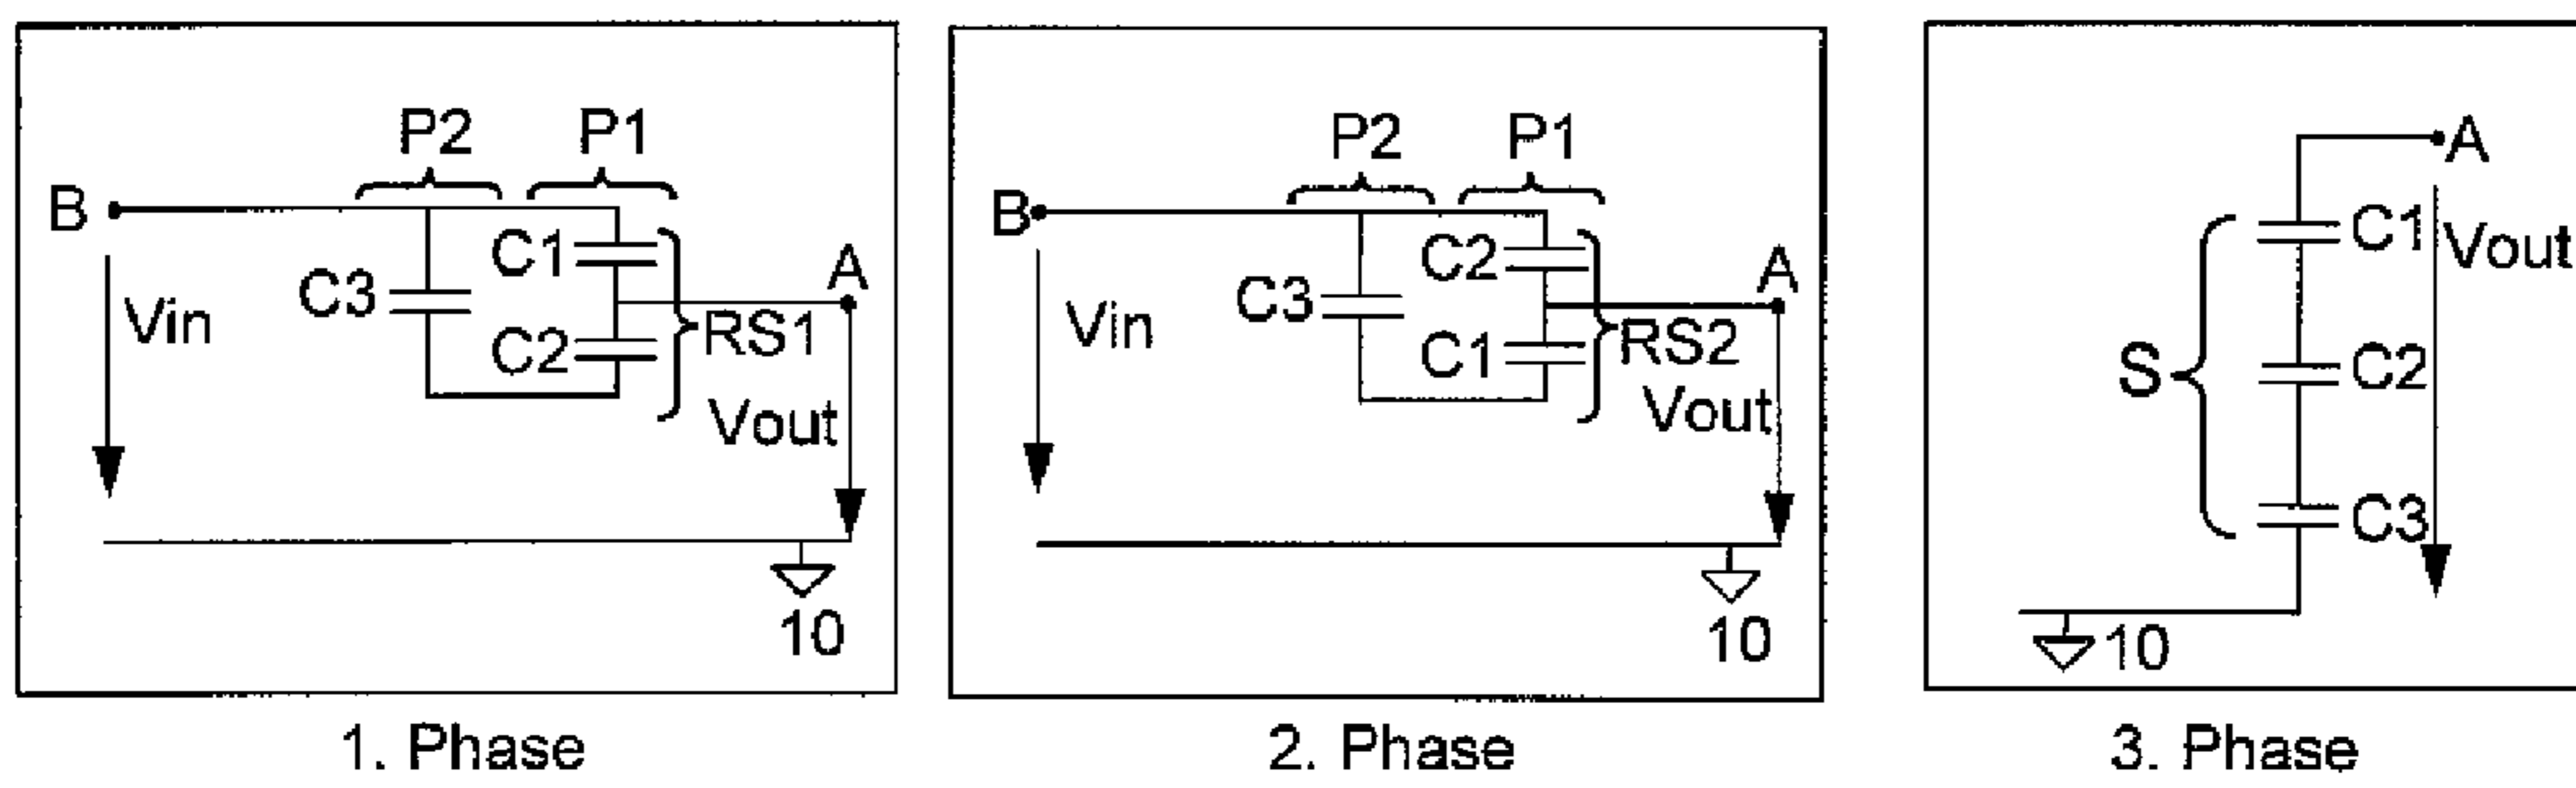 P2 P1
B
C1
C3
A
Vin
RS1
C2
Vout
10
1. Phase
P2 P1
B
C2
C3
A
Vin
RS2
C1
Vout
10
2. Phase
A
C1
Vout
S
C2
C3
10
3. Phase